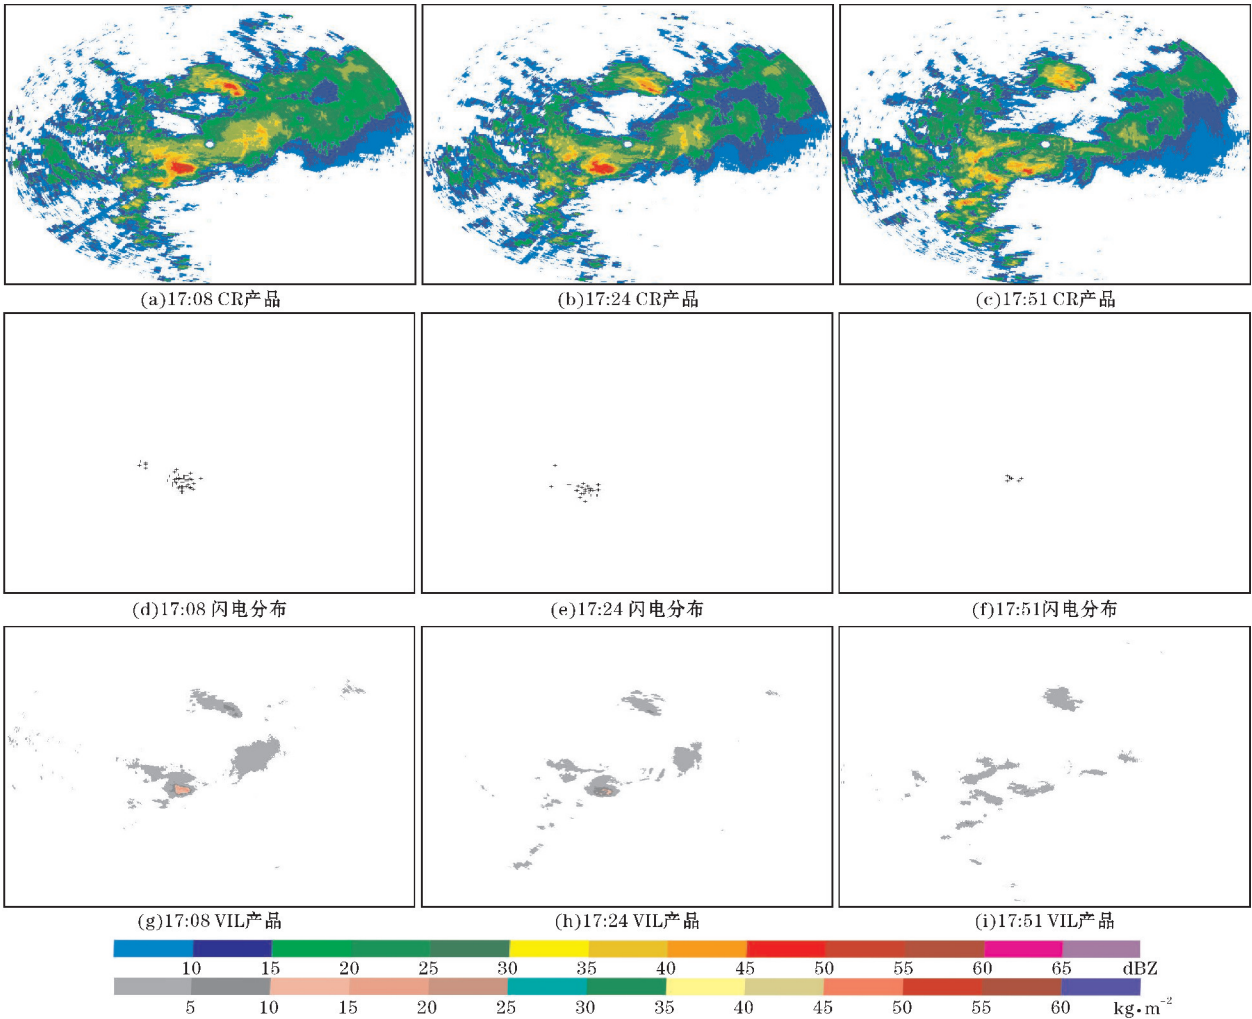 (a)17:08 CR产品
(b)17:24 CR产品
(c)17:51 CR产品
(d)17:08 闪电分布
(e)17:24 闪电分布
(f)17:51闪电分布
(g)17:08 VIL产品
(h)17:24 VIL产品
(i)17:51 VIL产品
10 15 20 25 30 35 40 45 50 55 60 65 dBZ
5 10 15 20 25 30 35 40 45 50 55 60 kg•m⁻²